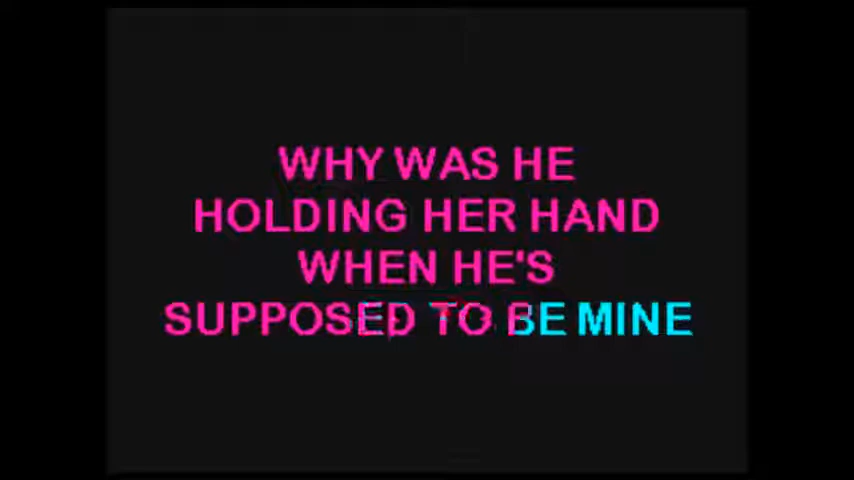 WHY WAS HE
HOLDING HER HAND
WHEN HE'S
SUPPOSED TO BE MINE